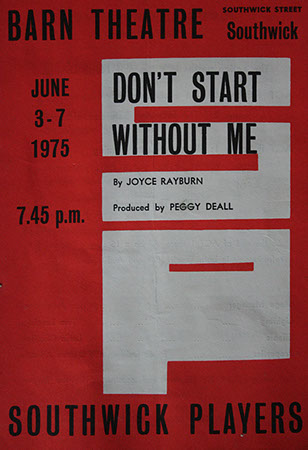 BARN THEATRE
SOUTHWICK STREET
Southwick
JUNE
3-7
1975
7.45 p.m.
DON'T START
WITHOUT ME
By JOYCE RAYBURN
Produced by PEGGY DEALL
SOUTHWICK PLAYERS